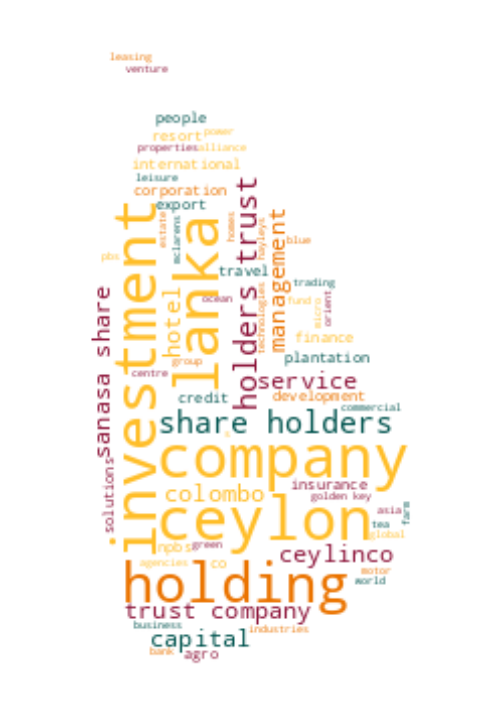 leasing
venture
people
resort
power
properties
alliance
international
leisure
corporation
export
investment
lanka
estate
mclarens
homes
holders trust
hayleys
management
blue
pbs
travel
trading
hotel
ocean
technologies
fund
micro
orient
sanasa share
finance
group
plantation
centre
service
credit
development
commercial
share holders
company
solutions
insurance
colombo
golden key
ceylon
asia
farm
tea
global
npbs
green
ceylinco
agencies
co
motor
world
holding
trust company
business
industries
capital
bank
agro